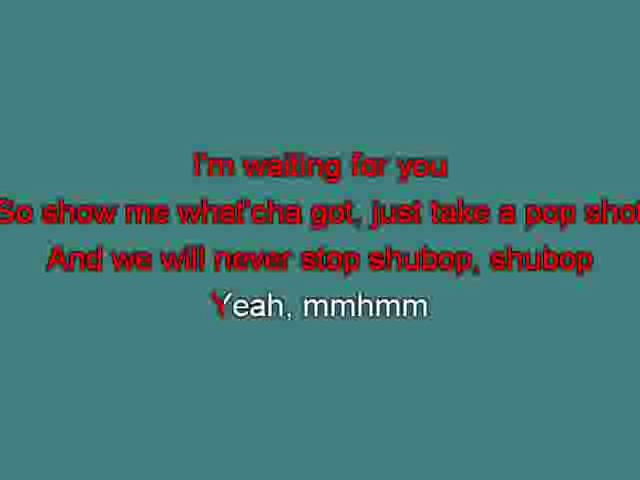 I'm waiting for you
So show me what'cha got, just take a pop shot
And we will never stop shubop, shubop
Yeah, mmhmm